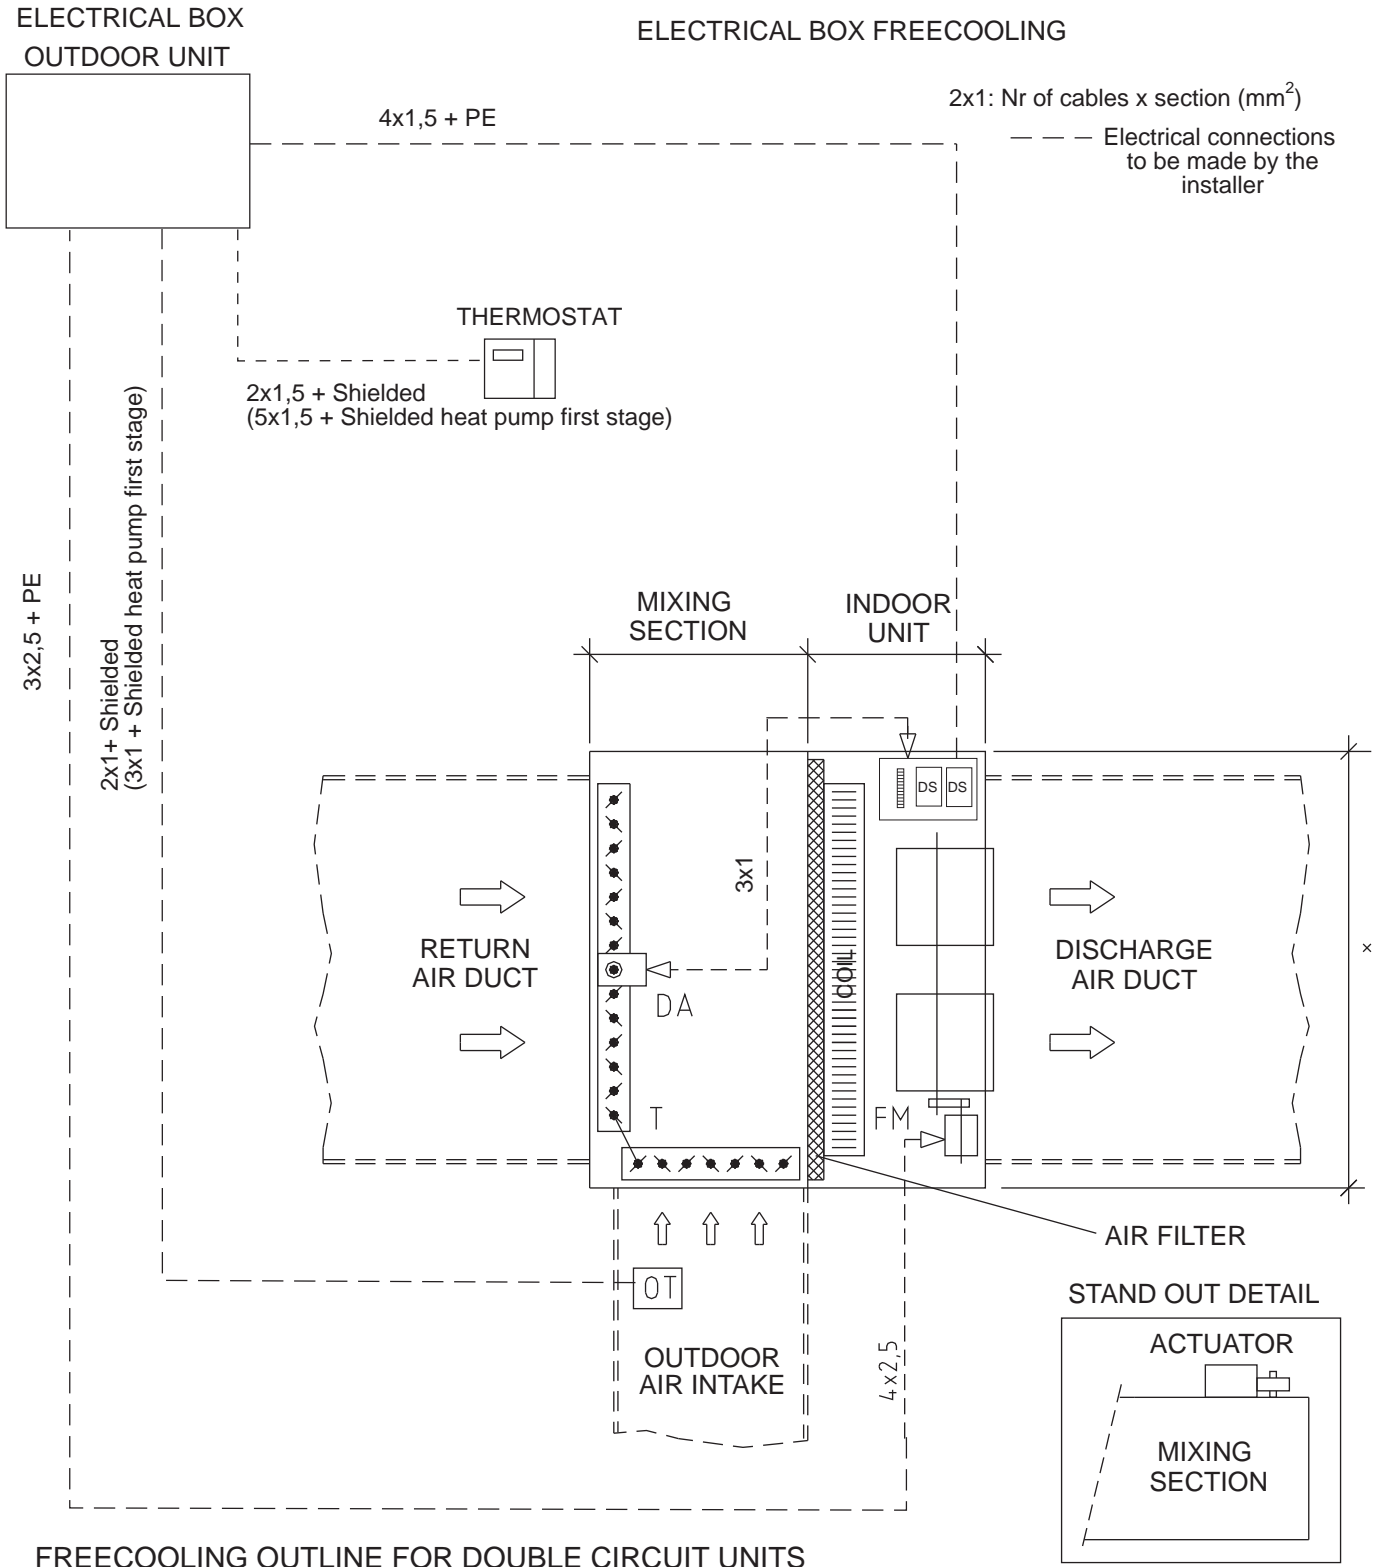 ELECTRICAL BOX
OUTDOOR UNIT
ELECTRICAL BOX FREECOOLING
2x1: Nr of cables x section (mm²)
Electrical connections
to be made by the
installer
4x1,5 + PE
THERMOSTAT
2x1,5 + Shielded
(5x1,5 + Shielded heat pump first stage)
3x2,5 + PE
2x1+ Shielded
(3x1 + Shielded heat pump first stage)
MIXING
SECTION
INDOOR
UNIT
DS DS
3x1
COIL
RETURN
AIR DUCT
DISCHARGE
AIR DUCT
x
DA
T
FM
AIR FILTER
OT
OUTDOOR
AIR INTAKE
4x2,5
STAND OUT DETAIL
ACTUATOR
MIXING
SECTION
FREECOOLING OUTLINE FOR DOUBLE CIRCUIT UNITS